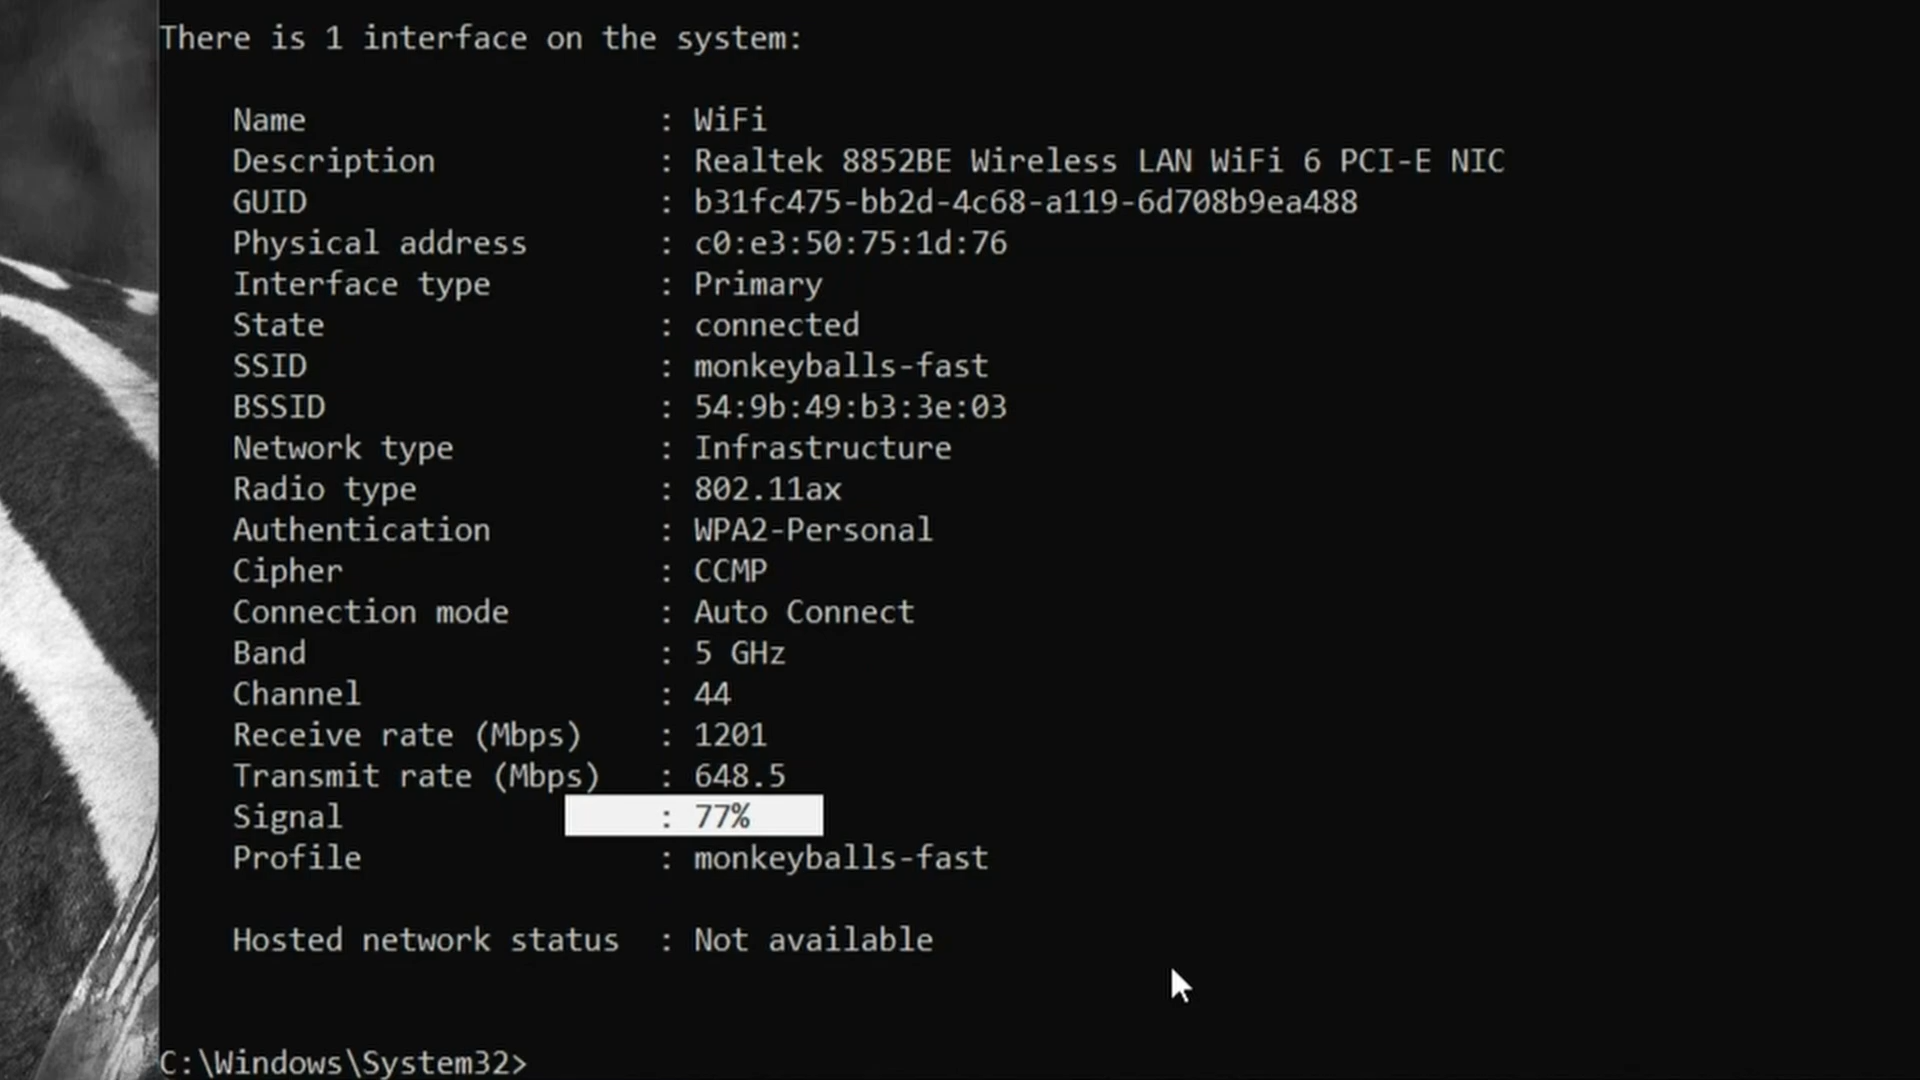 There is 1 interface on the system:
Name : WiFi
Description : Realtek 8852BE Wireless LAN WiFi 6 PCI-E NIC
GUID : b31fc475-bb2d-4c68-a119-6d708b9ea488
Physical address : c0:e3:50:75:1d:76
Interface type : Primary
State : connected
SSID : monkeyballs-fast
BSSID : 54:9b:49:b3:3e:03
Network type : Infrastructure
Radio type : 802.11ax
Authentication : WPA2-Personal
Cipher : CCMP
Connection mode : Auto Connect
Band : 5 GHz
Channel : 44
Receive rate (Mbps) : 1201
Transmit rate (Mbps) : 648.5
Signal : 77%
Profile : monkeyballs-fast
Hosted network status : Not available
C:\Windows\System32>